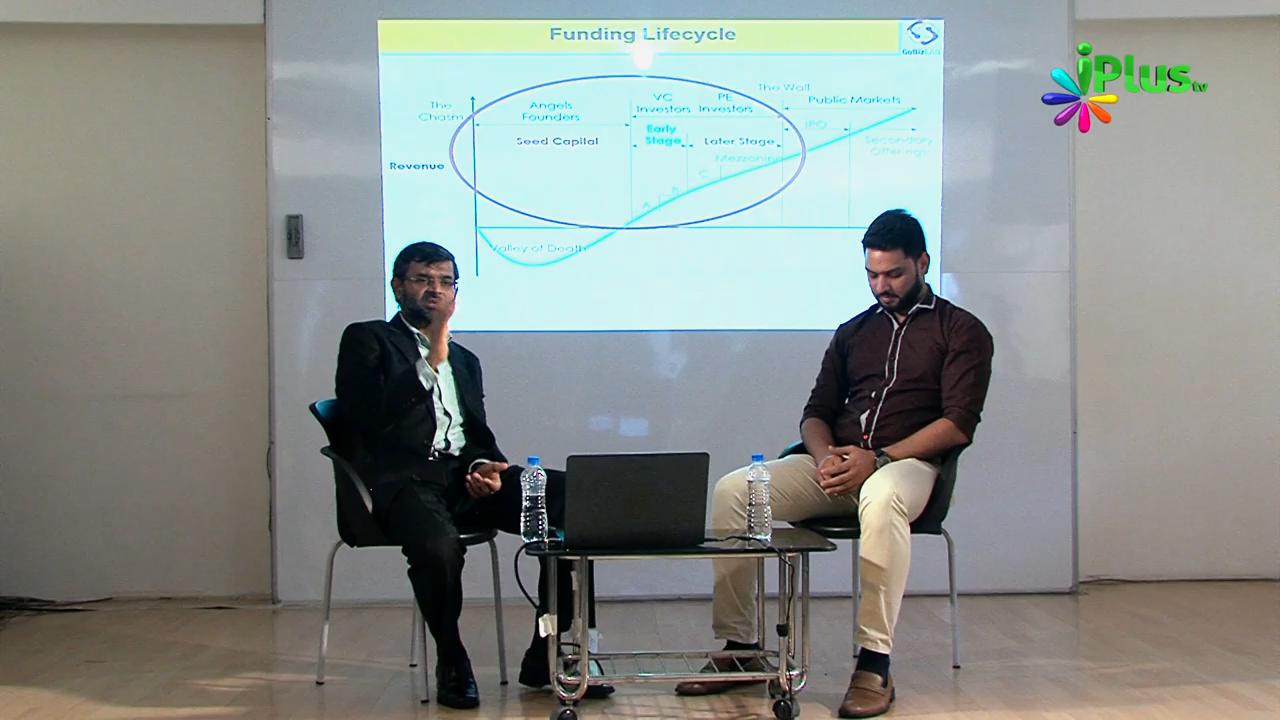 Funding Lifecycle
GoBizLAB
iPlus tv
The Wall
The
Chasm
Angels
Founders
VC
Investors
PE
Investors
Public Markets
IPO
Early
Stage
Seed Capital
Later Stage
Secondary
Offerings
Mezzanine
Revenue
C
B
A
Valley of Death